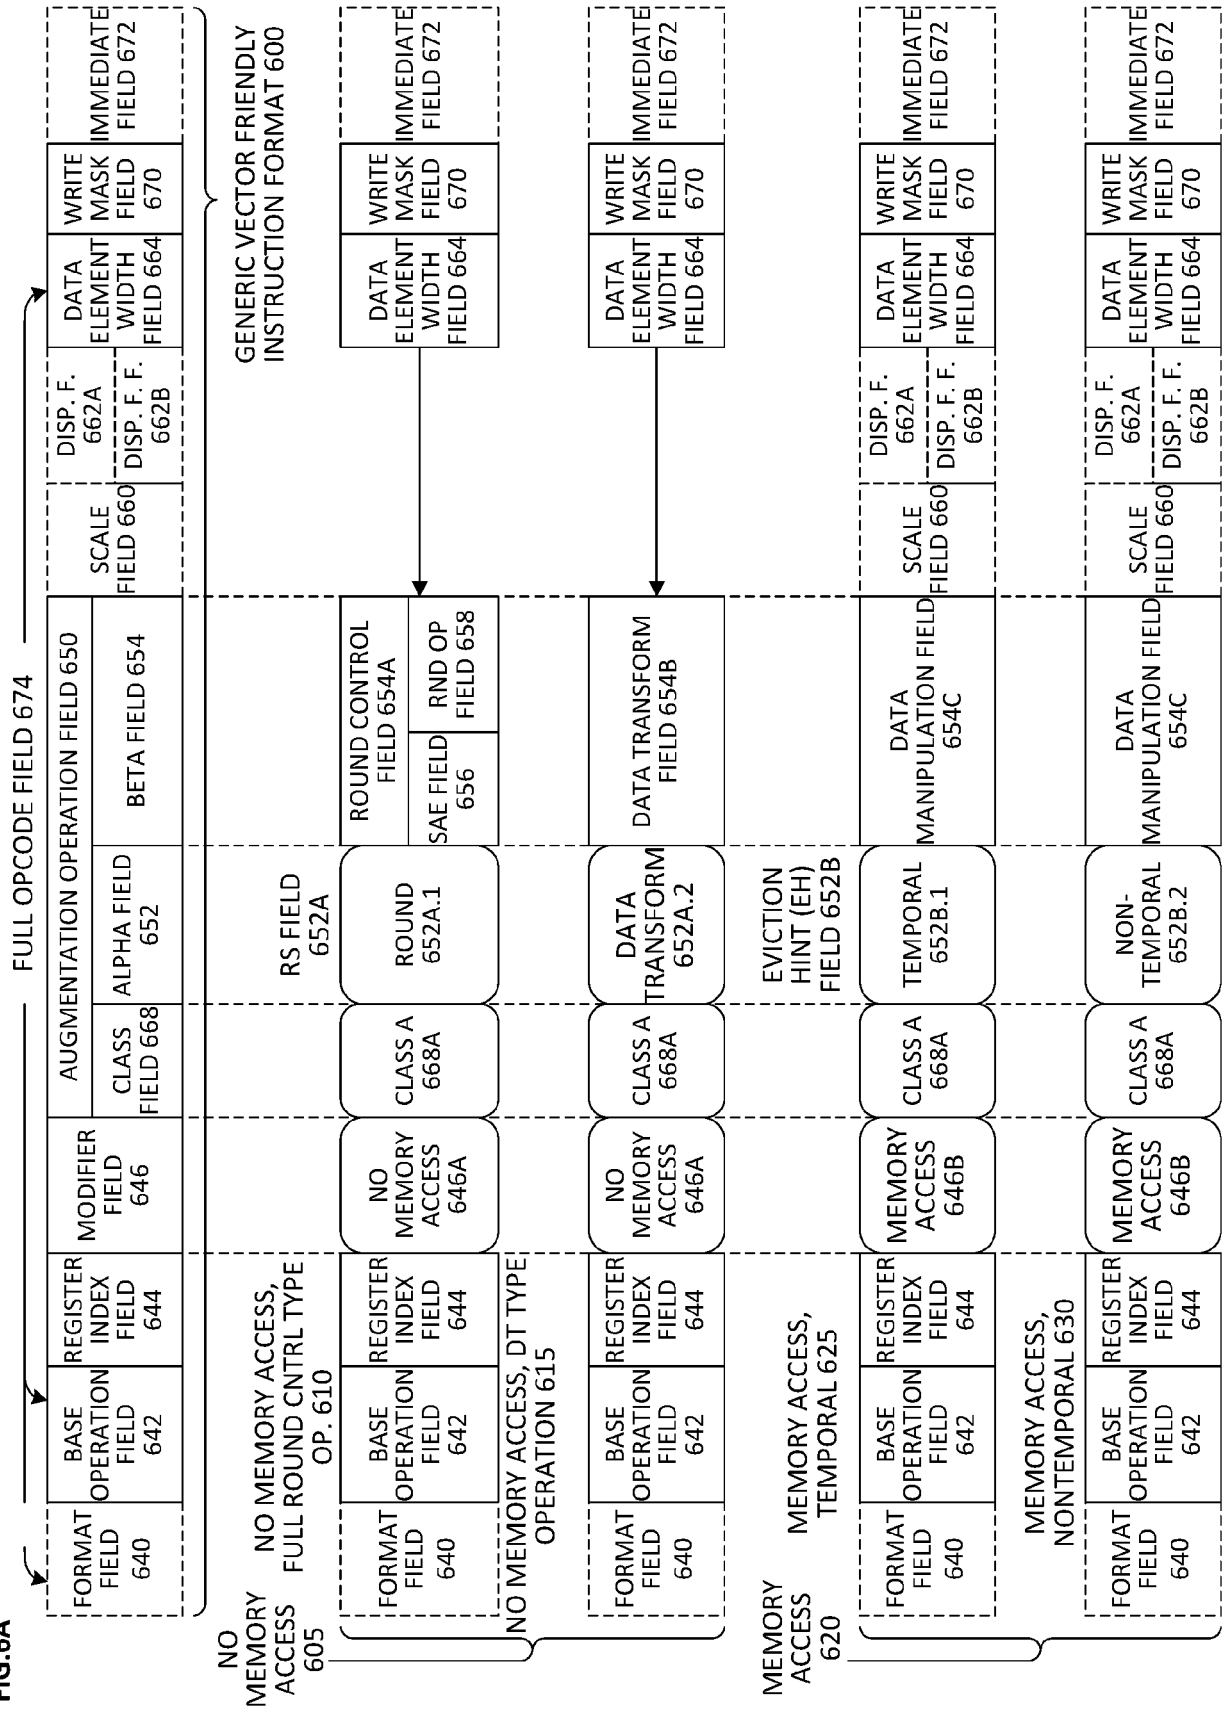 FIG.6A
FULL OPCODE FIELD 674
FORMAT
FIELD
640
BASE
OPERATION
FIELD
642
REGISTER
INDEX
FIELD
644
MODIFIER
FIELD
646
AUGMENTATION OPERATION FIELD 650
CLASS
FIELD 668
ALPHA FIELD
652
BETA FIELD 654
SCALE
FIELD 660
DISP. F.
662A
DISP. F. F.
662B
DATA
ELEMENT
WIDTH
FIELD 664
WRITE
MASK
FIELD
670
IMMEDIATE
FIELD 672
GENERIC VECTOR FRIENDLY
INSTRUCTION FORMAT 600
NO
MEMORY
ACCESS
605
NO MEMORY ACCESS,
FULL ROUND CNTRL TYPE
OP. 610
RS FIELD
652A
FORMAT
FIELD
640
BASE
OPERATION
FIELD
642
REGISTER
INDEX
FIELD
644
NO
MEMORY
ACCESS
646A
CLASS A
668A
ROUND
652A.1
ROUND CONTROL
FIELD 654A
SAE FIELD
656
RND OP
FIELD 658
DATA
ELEMENT
WIDTH
FIELD 664
WRITE
MASK
FIELD
670
IMMEDIATE
FIELD 672
NO MEMORY ACCESS, DT TYPE
OPERATION 615
FORMAT
FIELD
640
BASE
OPERATION
FIELD
642
REGISTER
INDEX
FIELD
644
NO
MEMORY
ACCESS
646A
CLASS A
668A
DATA
TRANSFORM
652A.2
DATA TRANSFORM
FIELD 654B
DATA
ELEMENT
WIDTH
FIELD 664
WRITE
MASK
FIELD
670
IMMEDIATE
FIELD 672
MEMORY
ACCESS
620
MEMORY ACCESS,
TEMPORAL 625
EVICTION
HINT (EH)
FIELD 652B
FORMAT
FIELD
640
BASE
OPERATION
FIELD
642
REGISTER
INDEX
FIELD
644
MEMORY
ACCESS
646B
CLASS A
668A
TEMPORAL
652B.1
DATA
MANIPULATION FIELD
654C
SCALE
FIELD 660
DISP. F.
662A
DISP. F. F.
662B
DATA
ELEMENT
WIDTH
FIELD 664
WRITE
MASK
FIELD
670
IMMEDIATE
FIELD 672
MEMORY ACCESS,
NONTEMPORAL 630
FORMAT
FIELD
640
BASE
OPERATION
FIELD
642
REGISTER
INDEX
FIELD
644
MEMORY
ACCESS
646B
CLASS A
668A
NON-
TEMPORAL
652B.2
DATA
MANIPULATION FIELD
654C
SCALE
FIELD 660
DISP. F.
662A
DISP. F. F.
662B
DATA
ELEMENT
WIDTH
FIELD 664
WRITE
MASK
FIELD
670
IMMEDIATE
FIELD 672